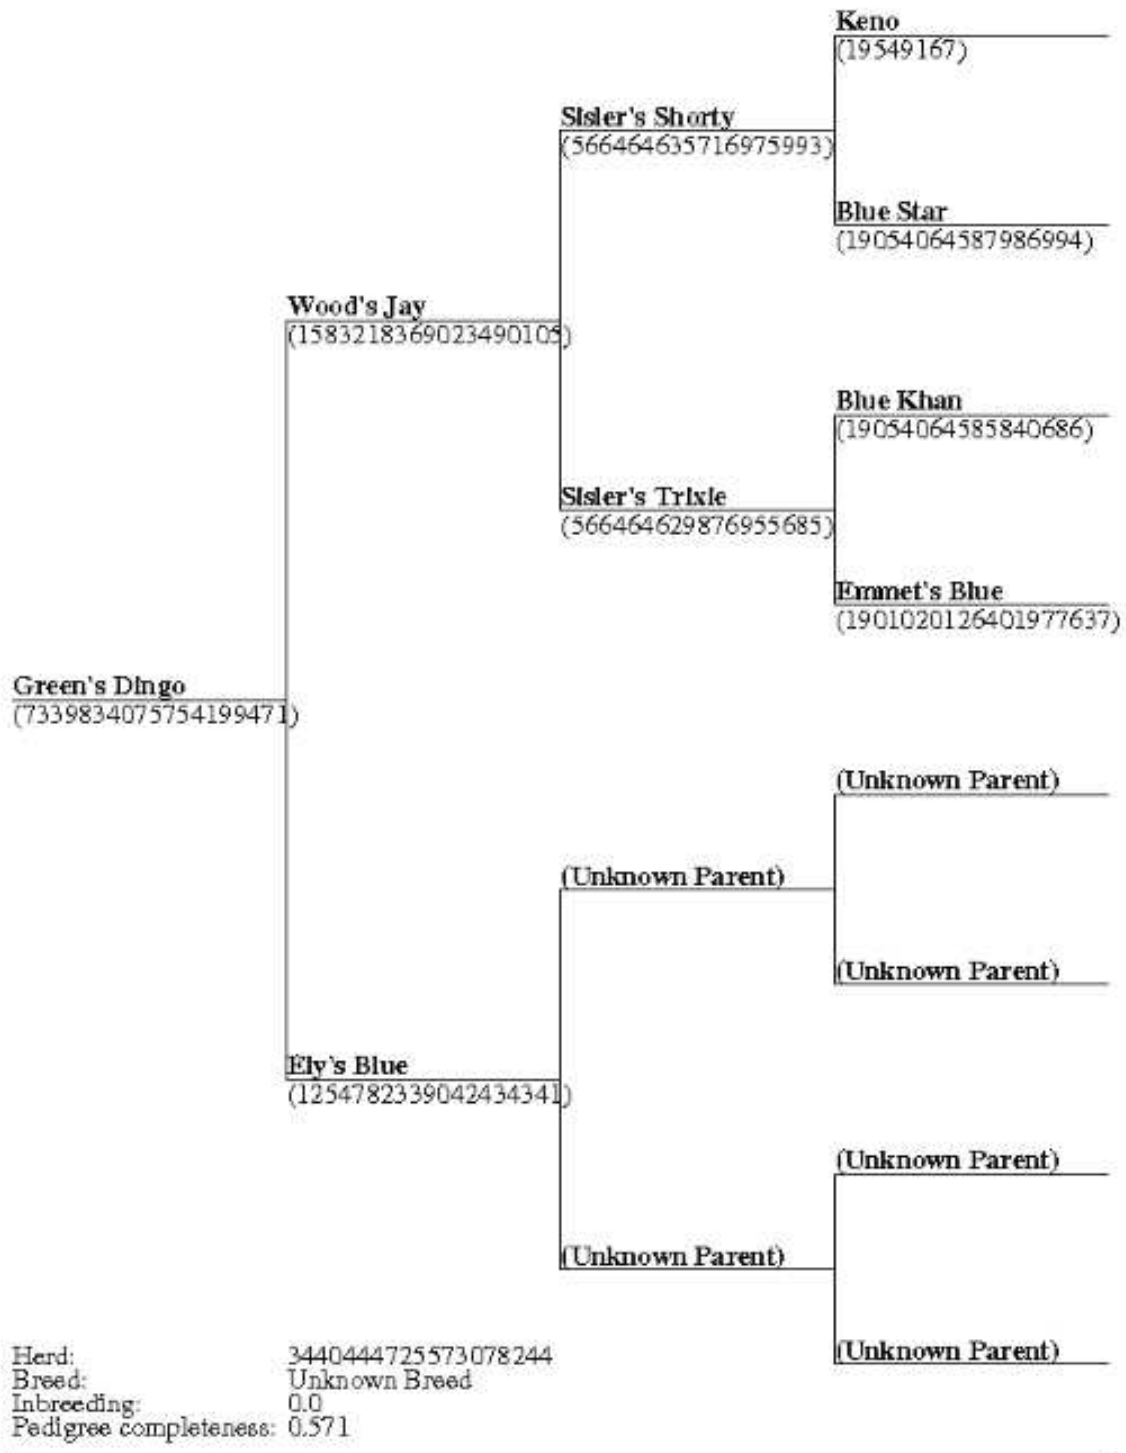 Keno
(19549167)
Sisler's Shorty
(566464635716975993)
Blue Star
(19054064587986994)
Wood's Jay
(1583218369023490105)
Blue Khan
(19054064585840686)
Sisler's Trixie
(566464629876955685)
Emmet's Blue
(1901020126401977637)
Green's Dingo
(7339834075754199471)
(Unknown Parent)
(Unknown Parent)
(Unknown Parent)
Ely's Blue
(1254782339042434341)
(Unknown Parent)
(Unknown Parent)
(Unknown Parent)
Herd: 3440444725573078244
Breed: Unknown Breed
Inbreeding: 0.0
Pedigree completeness: 0.571